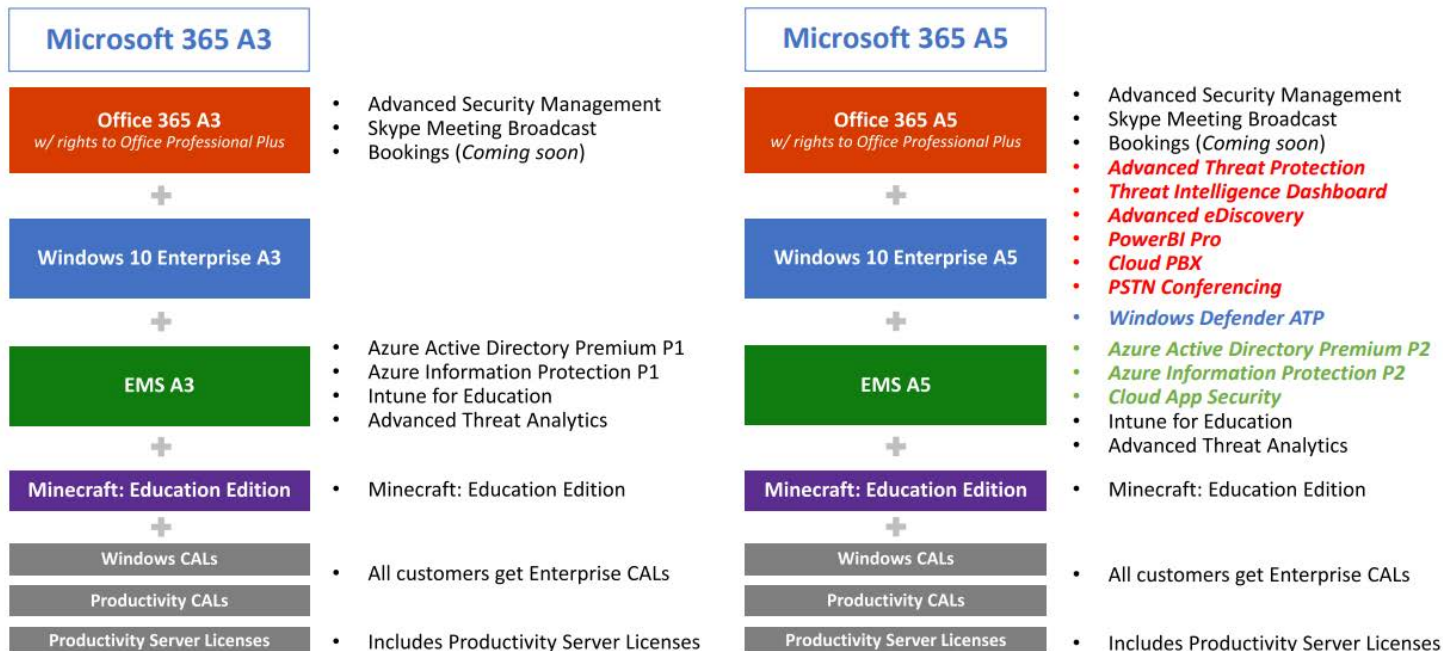 Microsoft 365 A3
Office 365 A3
w/ rights to Office Professional Plus
• Advanced Security Management
• Skype Meeting Broadcast
• Bookings (Coming soon)
Windows 10 Enterprise A3
EMS A3
• Azure Active Directory Premium P1
• Azure Information Protection P1
• Intune for Education
• Advanced Threat Analytics
Minecraft: Education Edition
• Minecraft: Education Edition
Windows CALs
Productivity CALs
• All customers get Enterprise CALs
Productivity Server Licenses
• Includes Productivity Server Licenses
Microsoft 365 A5
Office 365 A5
w/ rights to Office Professional Plus
• Advanced Security Management
• Skype Meeting Broadcast
• Bookings (Coming soon)
• Advanced Threat Protection
• Threat Intelligence Dashboard
• Advanced eDiscovery
• PowerBI Pro
• Cloud PBX
• PSTN Conferencing
Windows 10 Enterprise A5
• Windows Defender ATP
EMS A5
• Azure Active Directory Premium P2
• Azure Information Protection P2
• Cloud App Security
• Intune for Education
• Advanced Threat Analytics
Minecraft: Education Edition
• Minecraft: Education Edition
Windows CALs
Productivity CALs
• All customers get Enterprise CALs
Productivity Server Licenses
• Includes Productivity Server Licenses